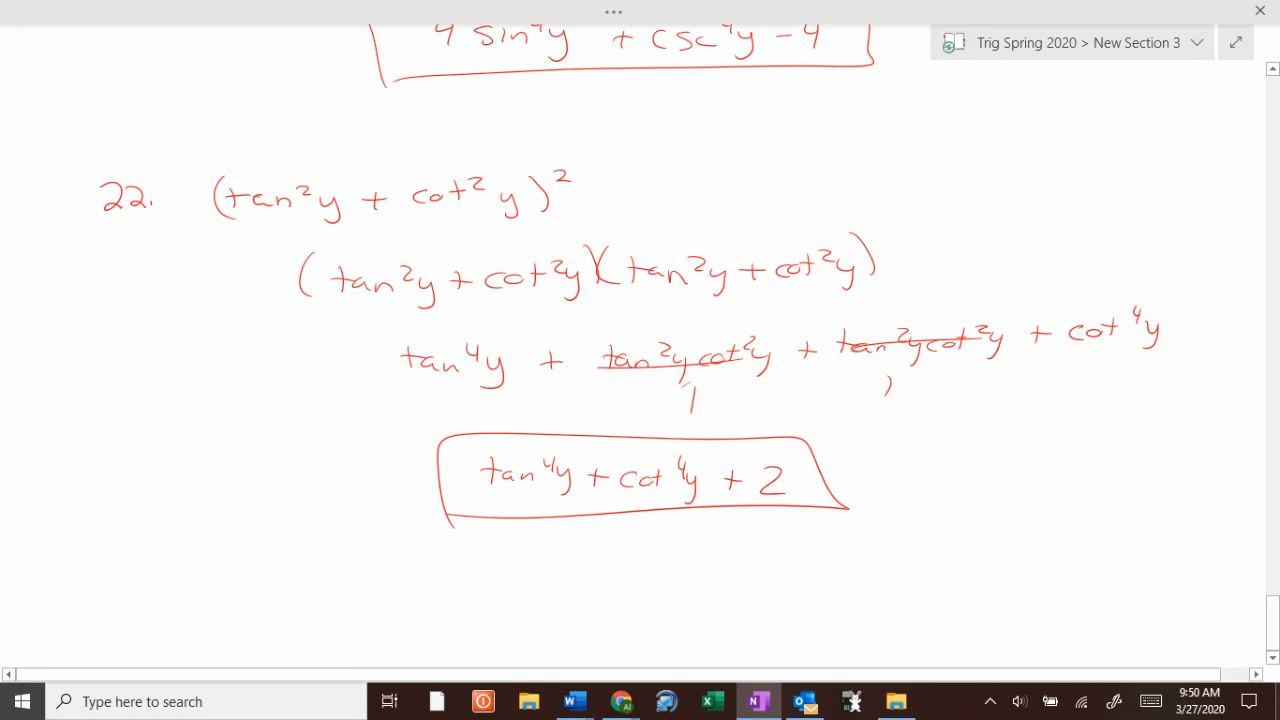 4 sin⁴y + csc⁴y - 4
Trig Spring 2020 > New Section 3
22. (tan²y + cot²y)²
(tan²y + cot²y)(tan²y + cot²y)
tan⁴y + tan²y cot²y + tan²y cot²y + cot⁴y
1 1
tan⁴y + cot⁴y + 2
Type here to search
9:50 AM
3/27/2020